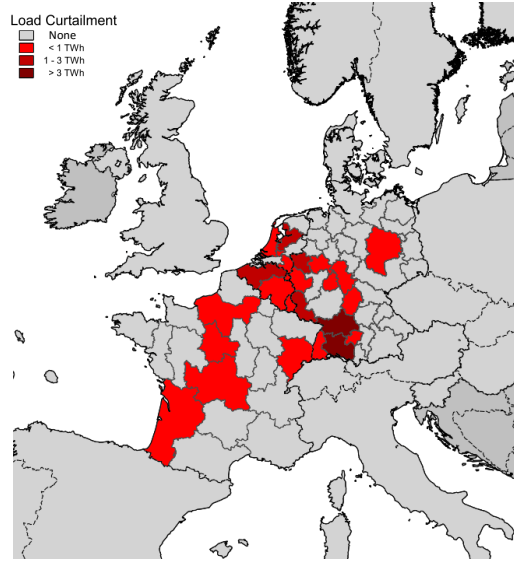 Load Curtailment
None
< 1 TWh
1 - 3 TWh
> 3 TWh